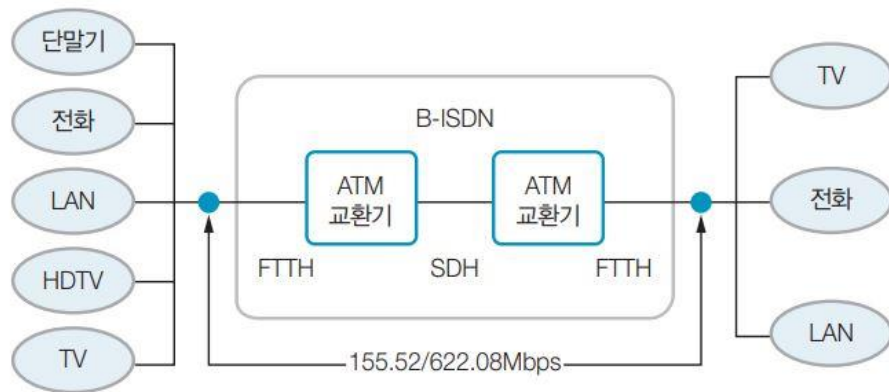 단말기
전화
LAN
HDTV
TV
B-ISDN
ATM
교환기
ATM
교환기
FTTH
SDH
FTTH
155.52/622.08Mbps
TV
전화
LAN